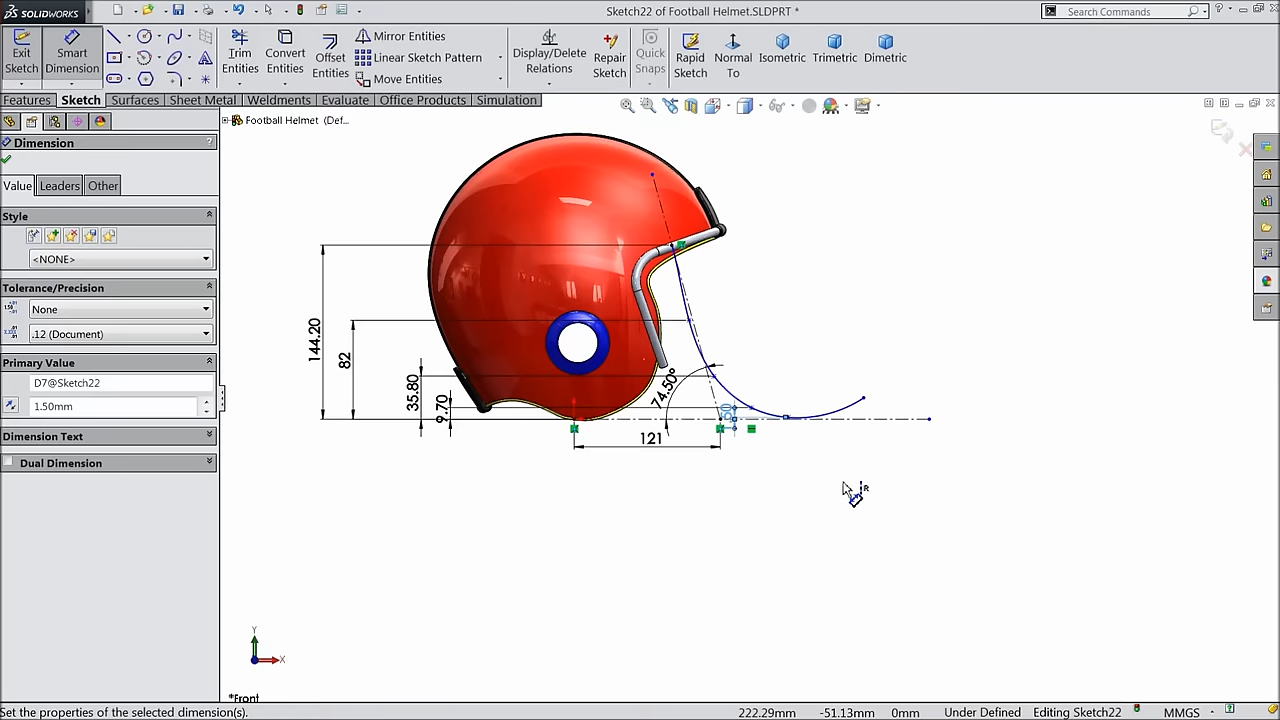 SOLIDWORKS
Sketch22 of Football Helmet.SLDPRT *
Search Commands
?
Exit Sketch
Smart Dimension
Trim Entities
Convert Entities
Offset Entities
Mirror Entities
Linear Sketch Pattern
Move Entities
Display/Delete Relations
Repair Sketch
Quick Snaps
Rapid Sketch
Normal To
Isometric
Trimetric
Dimetric
Features
Sketch
Surfaces
Sheet Metal
Weldments
Evaluate
Office Products
Simulation
Football Helmet (Def...
Dimension
?
Value
Leaders
Other
Style
<NONE>
Tolerance/Precision
None
.12 (Document)
Primary Value
D7@Sketch22
1.50mm
Dimension Text
Dual Dimension
144.20
82
35.80
9.70
74.50°
121
R
Y
X
*Front
Set the properties of the selected dimension(s).
222.29mm
-51.13mm
0mm
Under Defined
Editing Sketch22
MMGS
?